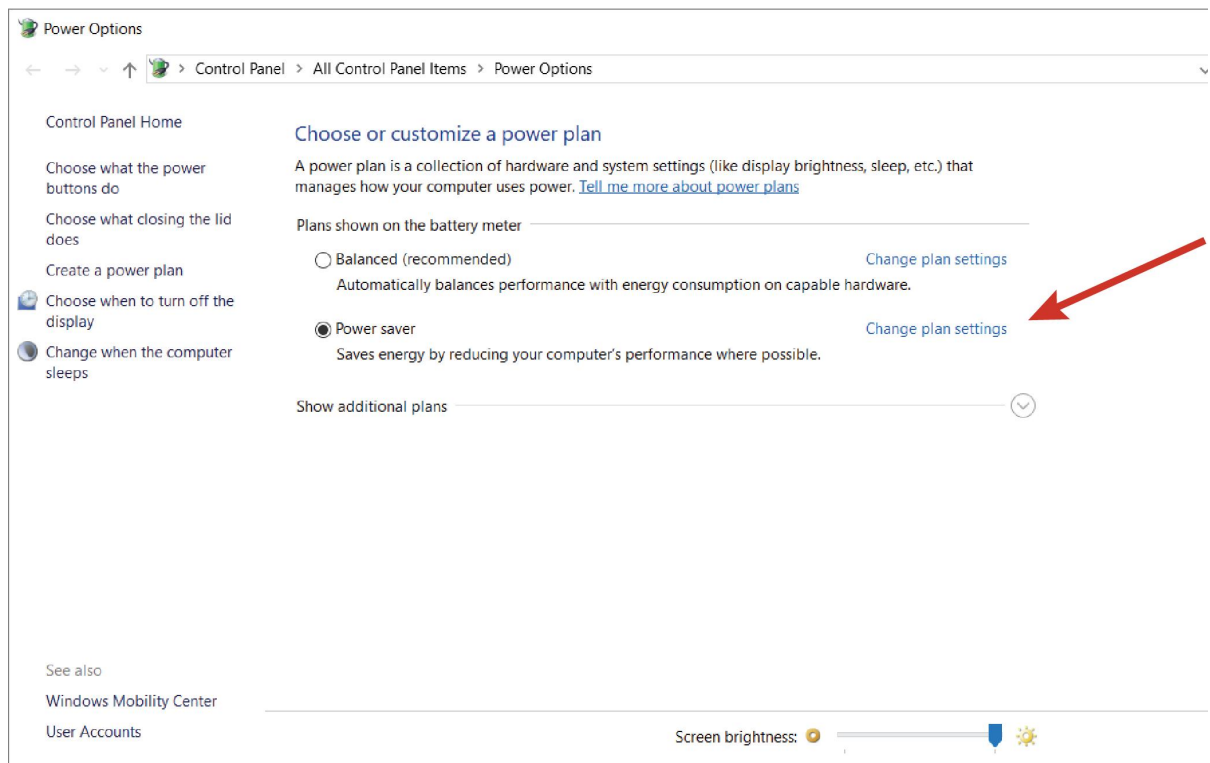 Power Options
Control Panel > All Control Panel Items > Power Options
Control Panel Home
Choose what the power
buttons do
Choose what closing the lid
does
Create a power plan
Choose when to turn off the
display
Change when the computer
sleeps
Choose or customize a power plan
A power plan is a collection of hardware and system settings (like display brightness, sleep, etc.) that
manages how your computer uses power. Tell me more about power plans
Plans shown on the battery meter
Balanced (recommended) Change plan settings
Automatically balances performance with energy consumption on capable hardware.
Power saver Change plan settings
Saves energy by reducing your computer's performance where possible.
Show additional plans
See also
Windows Mobility Center
User Accounts
Screen brightness: